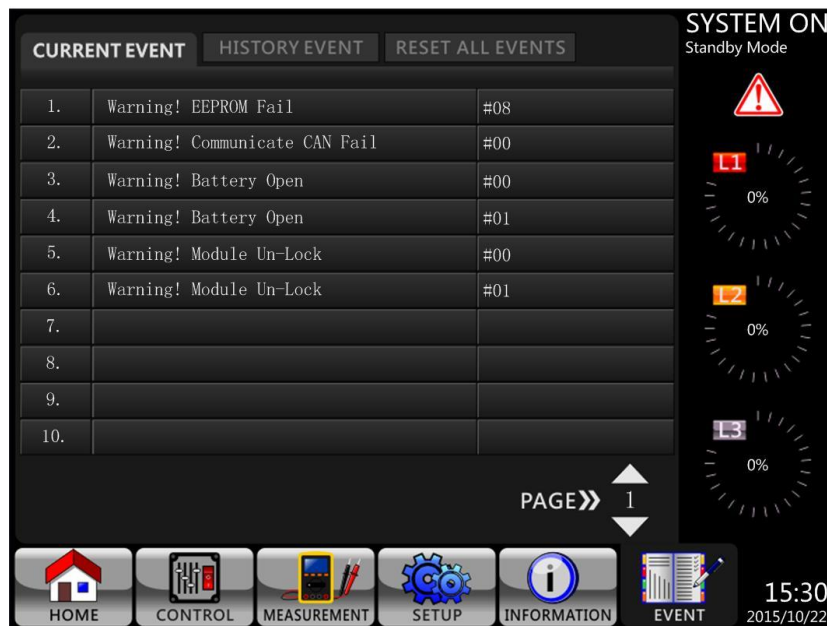 CURRENT EVENT HISTORY EVENT RESET ALL EVENTS
SYSTEM ON
Standby Mode
1. Warning! EEPROM Fail #08
2. Warning! Communicate CAN Fail #00
3. Warning! Battery Open #00
4. Warning! Battery Open #01
5. Warning! Module Un-Lock #00
6. Warning! Module Un-Lock #01
7.
8.
9.
10.
L1
0%
L2
0%
L3
0%
PAGE» 1
HOME CONTROL MEASUREMENT SETUP INFORMATION EVENT
15:30
2015/10/22